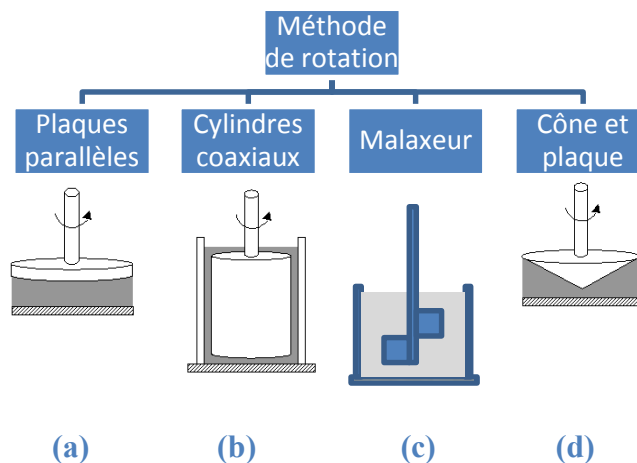 Méthode
de rotation
Plaques
parallèles
Cylindres
coaxiaux
Malaxeur
Cône et
plaque
(a)
(b)
(c)
(d)